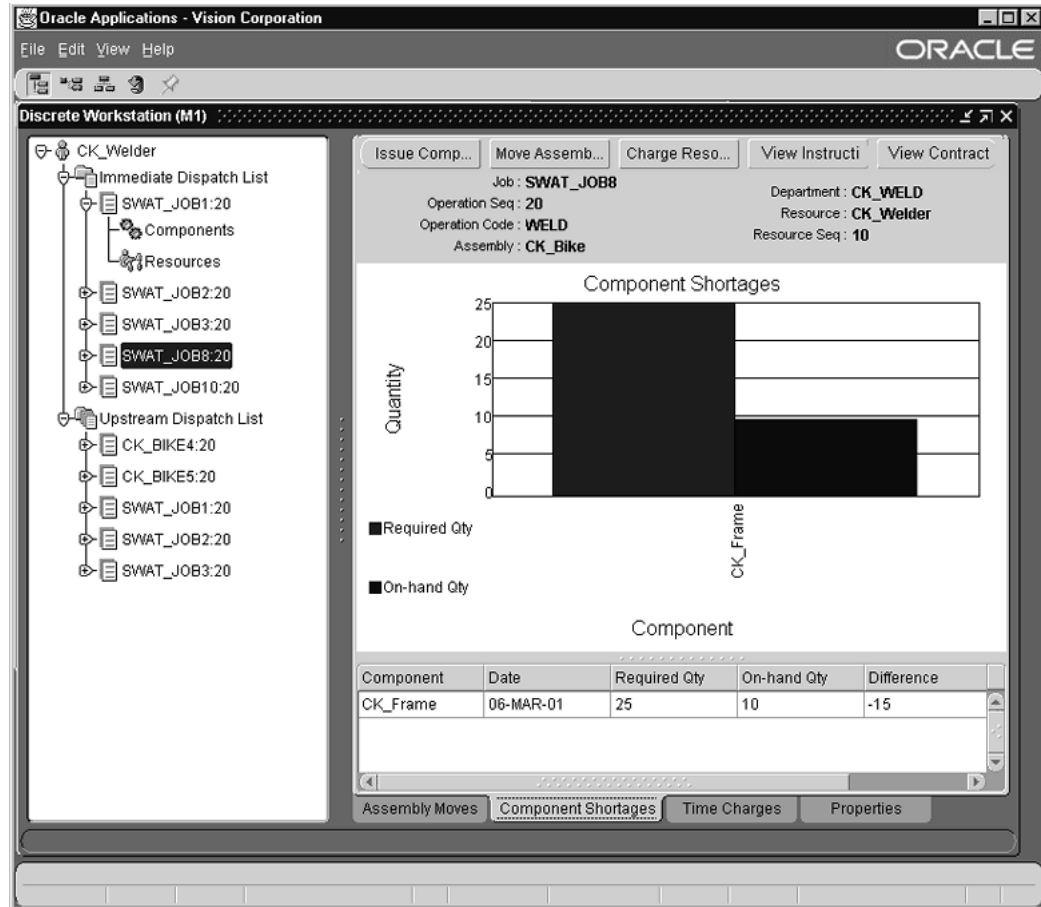 Oracle Applications - Vision Corporation
File Edit View Help
ORACLE
Discrete Workstation (M1)
CK_Welder
Immediate Dispatch List
SWAT_JOB1:20
Components
Resources
SWAT_JOB2:20
SWAT_JOB3:20
SWAT_JOB8:20
SWAT_JOB10:20
Upstream Dispatch List
CK_BIKE4:20
CK_BIKE5:20
SWAT_JOB1:20
SWAT_JOB2:20
SWAT_JOB3:20
Issue Comp... Move Assemb... Charge Reso... View Instructi View Contract
Job : SWAT_JOB8
Operation Seq : 20
Operation Code : WELD
Assembly : CK_Bike
Department : CK_WELD
Resource : CK_Welder
Resource Seq : 10
Component Shortages
Quantity
25
20
15
10
5
0
CK_Frame
Required Qty
On-hand Qty
Component
Component Date Required Qty On-hand Qty Difference
CK_Frame 06-MAR-01 25 10 -15
Assembly Moves Component Shortages Time Charges Properties